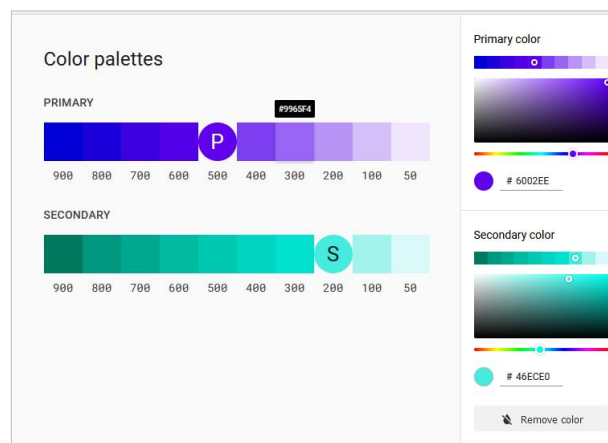 Color palettes
PRIMARY
#9965F4
P
900 800 700 600 500 400 300 200 100 50
SECONDARY
S
900 800 700 600 500 400 300 200 100 50
Primary color
# 6002EE
Secondary color
# 46ECE0
Remove color